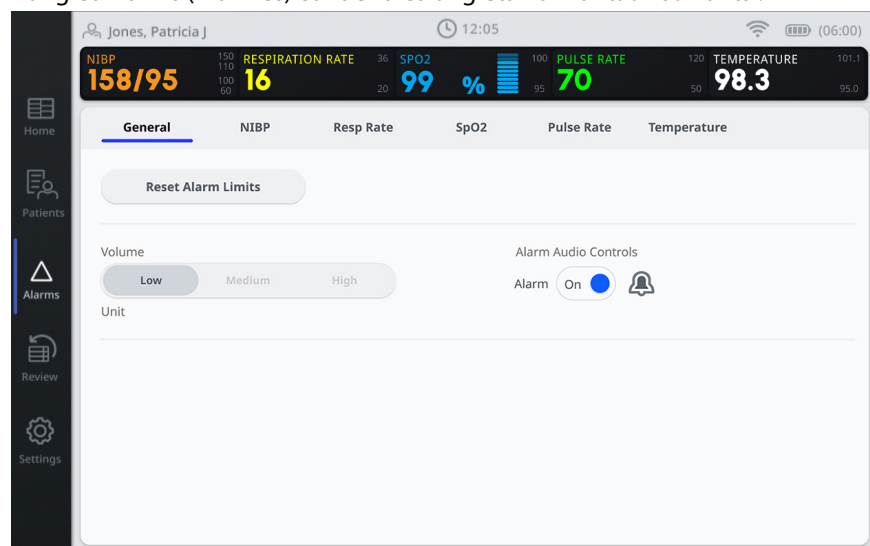 Jones, Patricia J
12:05
(06:00)
NIBP
158/95
150
110
100
60
RESPIRATION RATE
16
36
20
SPO2
99 %
100
95
PULSE RATE
70
120
50
TEMPERATURE
98.3
101.1
95.0
Home
Patients
Alarms
Review
Settings
General NIBP Resp Rate SpO2 Pulse Rate Temperature
Reset Alarm Limits
Volume
Low Medium High
Unit
Alarm Audio Controls
Alarm On